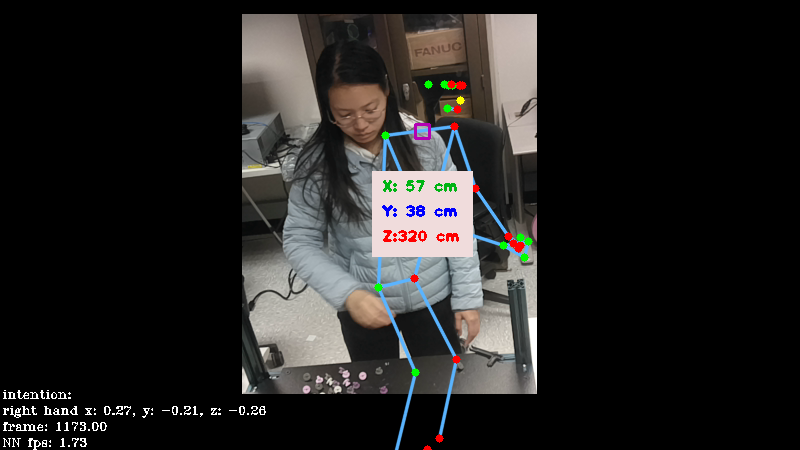 FANUC
X: 57 cm
Y: 38 cm
Z:320 cm
intention:
right hand x: 0.27, y: -0.21, z: -0.26
frame: 1173.00
NN fps: 1.73